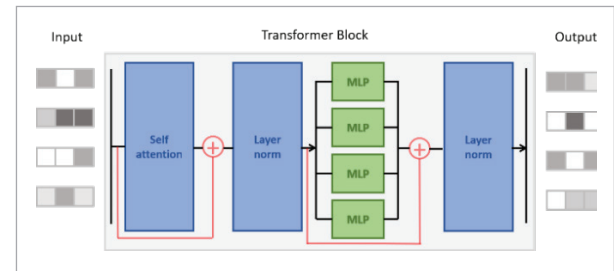 Input
Transformer Block
Output
Self
attention
Layer
norm
MLP
MLP
MLP
MLP
Layer
norm